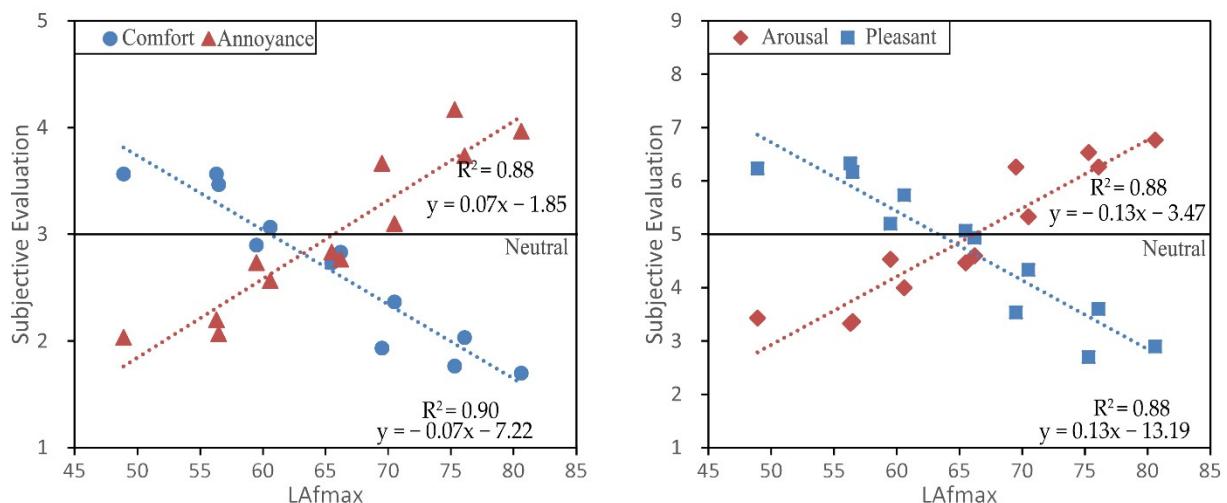 Comfort Annoyance
Subjective Evaluation
5
4
3
2
1
R² = 0.88
y = 0.07x − 1.85
Neutral
R² = 0.90
y = − 0.07x − 7.22
45 50 55 60 65 70 75 80 85
LAfmax
Arousal Pleasant
Subjective Evaluation
9
8
7
6
5
4
3
2
1
R² = 0.88
y = − 0.13x − 3.47
Neutral
R² = 0.88
y = 0.13x − 13.19
45 50 55 60 65 70 75 80 85
LAfmax